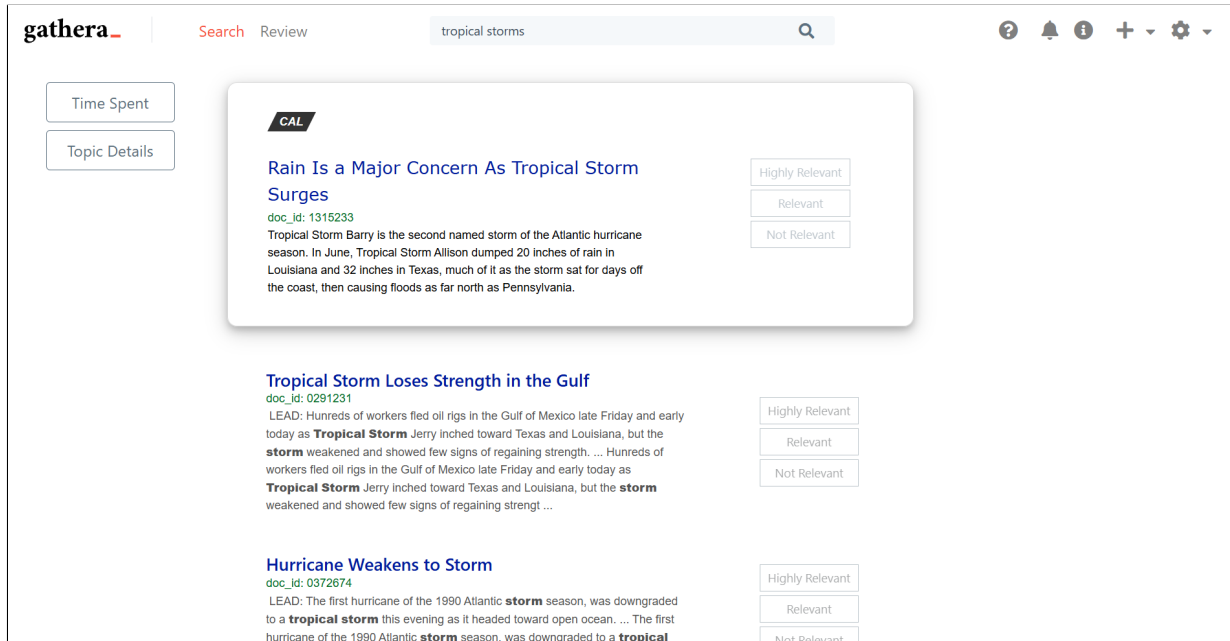 gathera_
Search Review
tropical storms
Time Spent
Topic Details
CAL
Rain Is a Major Concern As Tropical Storm
Surges
doc_id: 1315233
Tropical Storm Barry is the second named storm of the Atlantic hurricane
season. In June, Tropical Storm Allison dumped 20 inches of rain in
Louisiana and 32 inches in Texas, much of it as the storm sat for days off
the coast, then causing floods as far north as Pennsylvania.
Highly Relevant
Relevant
Not Relevant
Tropical Storm Loses Strength in the Gulf
doc_id: 0291231
LEAD: Hundreds of workers fled oil rigs in the Gulf of Mexico late Friday and early
today as Tropical Storm Jerry inched toward Texas and Louisiana, but the
storm weakened and showed few signs of regaining strength. ... Hundreds of
workers fled oil rigs in the Gulf of Mexico late Friday and early today as
Tropical Storm Jerry inched toward Texas and Louisiana, but the storm
weakened and showed few signs of regaining strengt ...
Highly Relevant
Relevant
Not Relevant
Hurricane Weakens to Storm
doc_id: 0372674
LEAD: The first hurricane of the 1990 Atlantic storm season, was downgraded
to a tropical storm this evening as it headed toward open ocean. ... The first
hurricane of the 1990 Atlantic storm season, was downgraded to a tropical
Highly Relevant
Relevant
Not Relevant